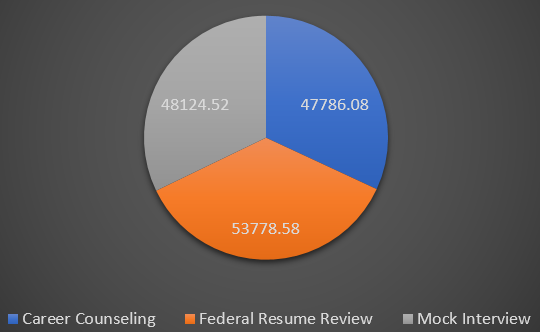 48124.52 47786.08
53778.58
Career Counseling Federal Resume Review Mock Interview